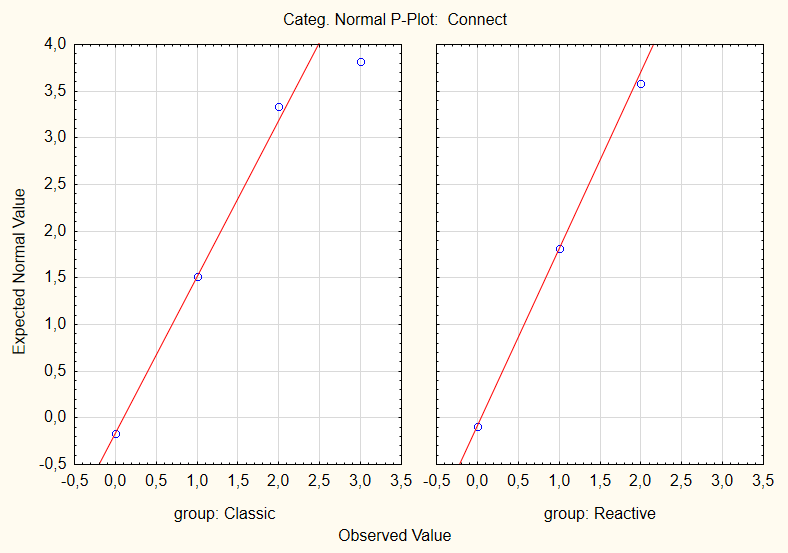 Categ. Normal P-Plot:  Connect
Expected Normal Value
4,0
3,5
3,0
2,5
2,0
1,5
1,0
0,5
0,0
-0,5
-0,5 0,0 0,5 1,0 1,5 2,0 2,5 3,0 3,5
group: Classic
-0,5 0,0 0,5 1,0 1,5 2,0 2,5 3,0 3,5
group: Reactive
Observed Value